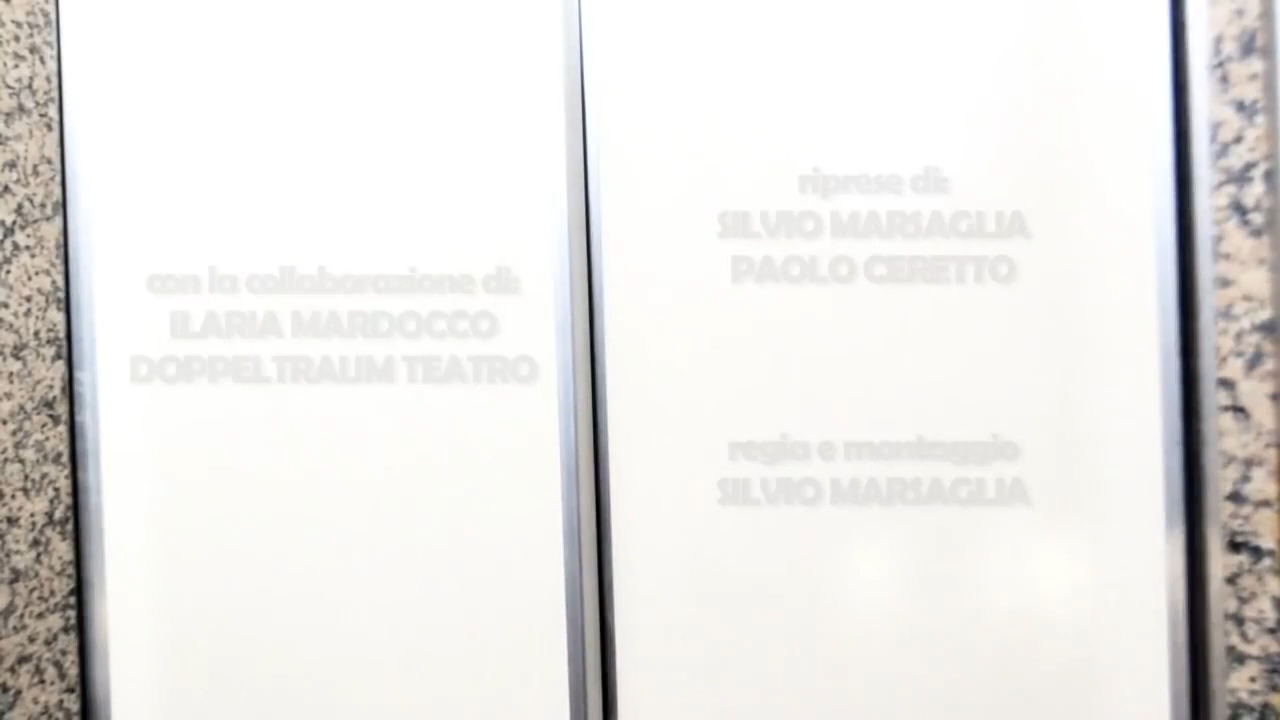 con la collaborazione di:
ILARIA MARDOCCO
DOPPELTRAUM TEATRO
riprese di:
SILVIO MARSAGLIA
PAOLO CERETTO
regia e montaggio
SILVIO MARSAGLIA